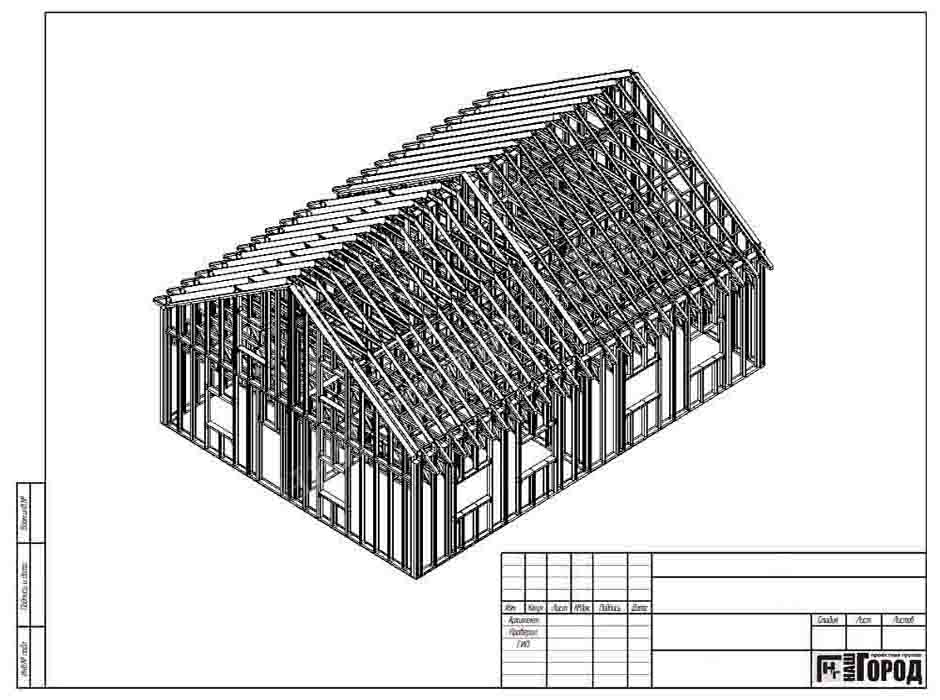 Взам.инв.№
Подпись и дата
Инв.№ подл.
Изм. Кол.уч. Лист №док. Подпись Дата
Архитект.
Проверил
ГИП
Стадия Лист Листов
проектная группа
НАШ ГОРОД